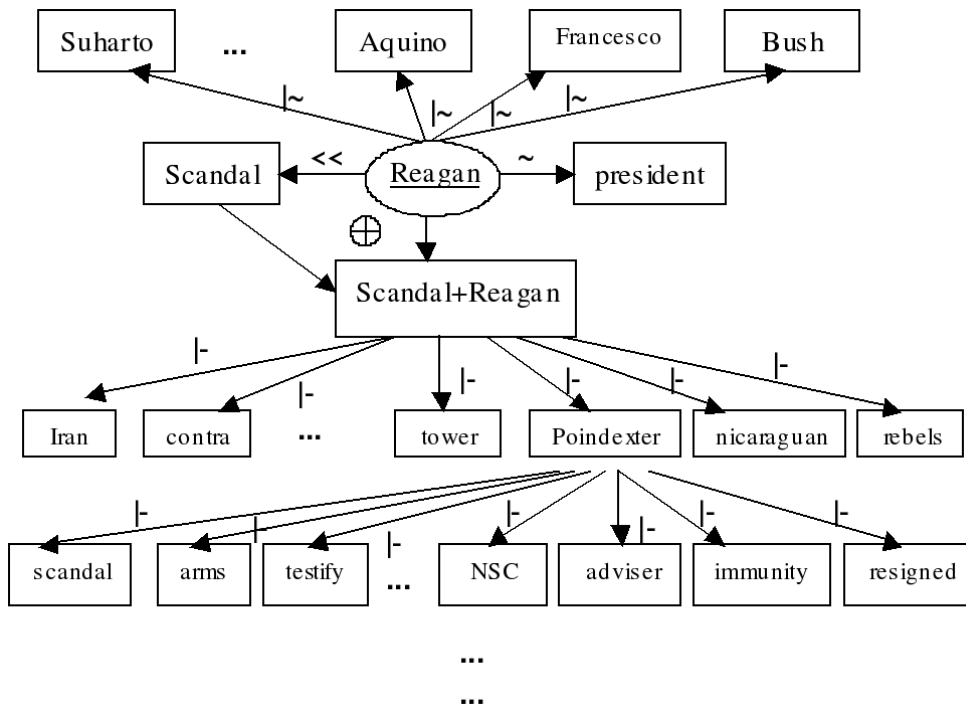 Suharto ... Aquino Francesco Bush
|~ |~ |~ |~
Scandal << Reagan ~ president
⊕
Scandal+Reagan
|- |- |- |- |- |-
Iran contra ... tower Poindexter nicaraguan rebels
|- |- |- |- |- |- |-
scandal arms testify ... NSC adviser immunity resigned
...
...